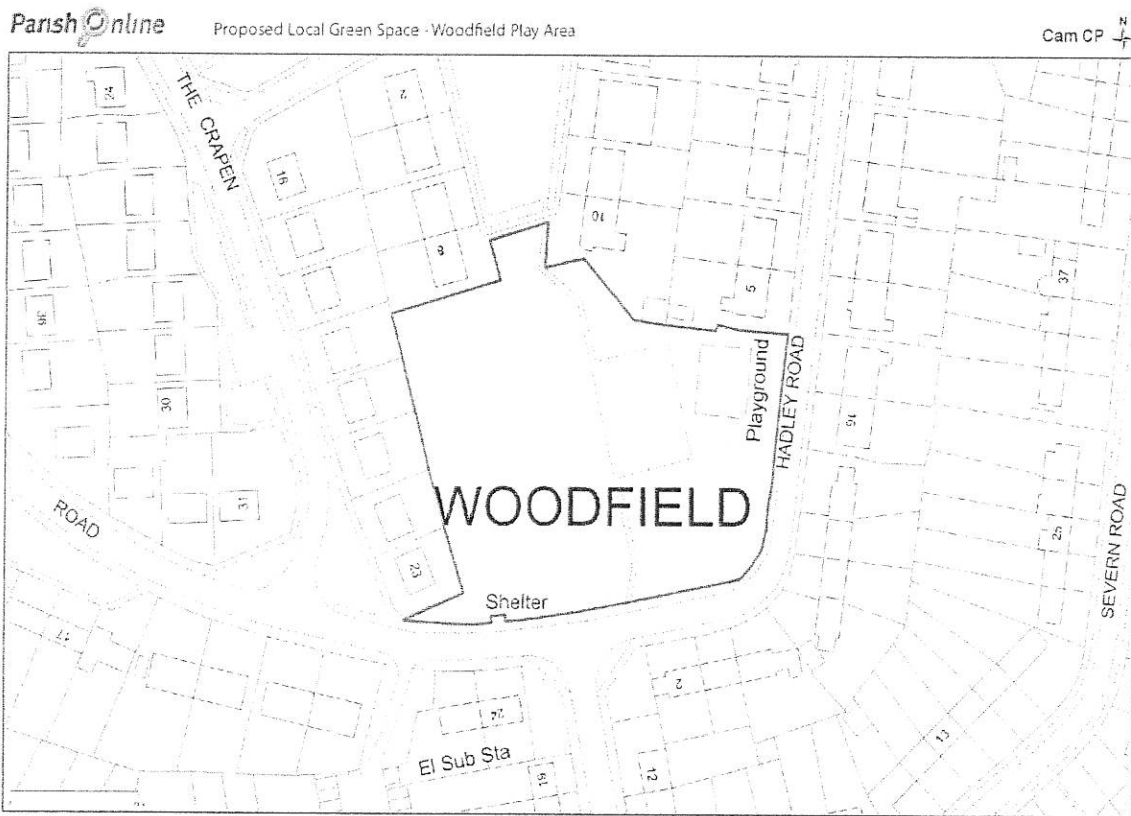 Parish Online
Proposed Local Green Space - Woodfield Play Area
Cam CP
N
24
THE CRAPEN
2
16
10
8
37
36
5
Playground
HADLEY ROAD
30
31
ROAD
WOODFIELD
25
SEVERN ROAD
23
Shelter
17
2
24
El Sub Sta
13
12
19